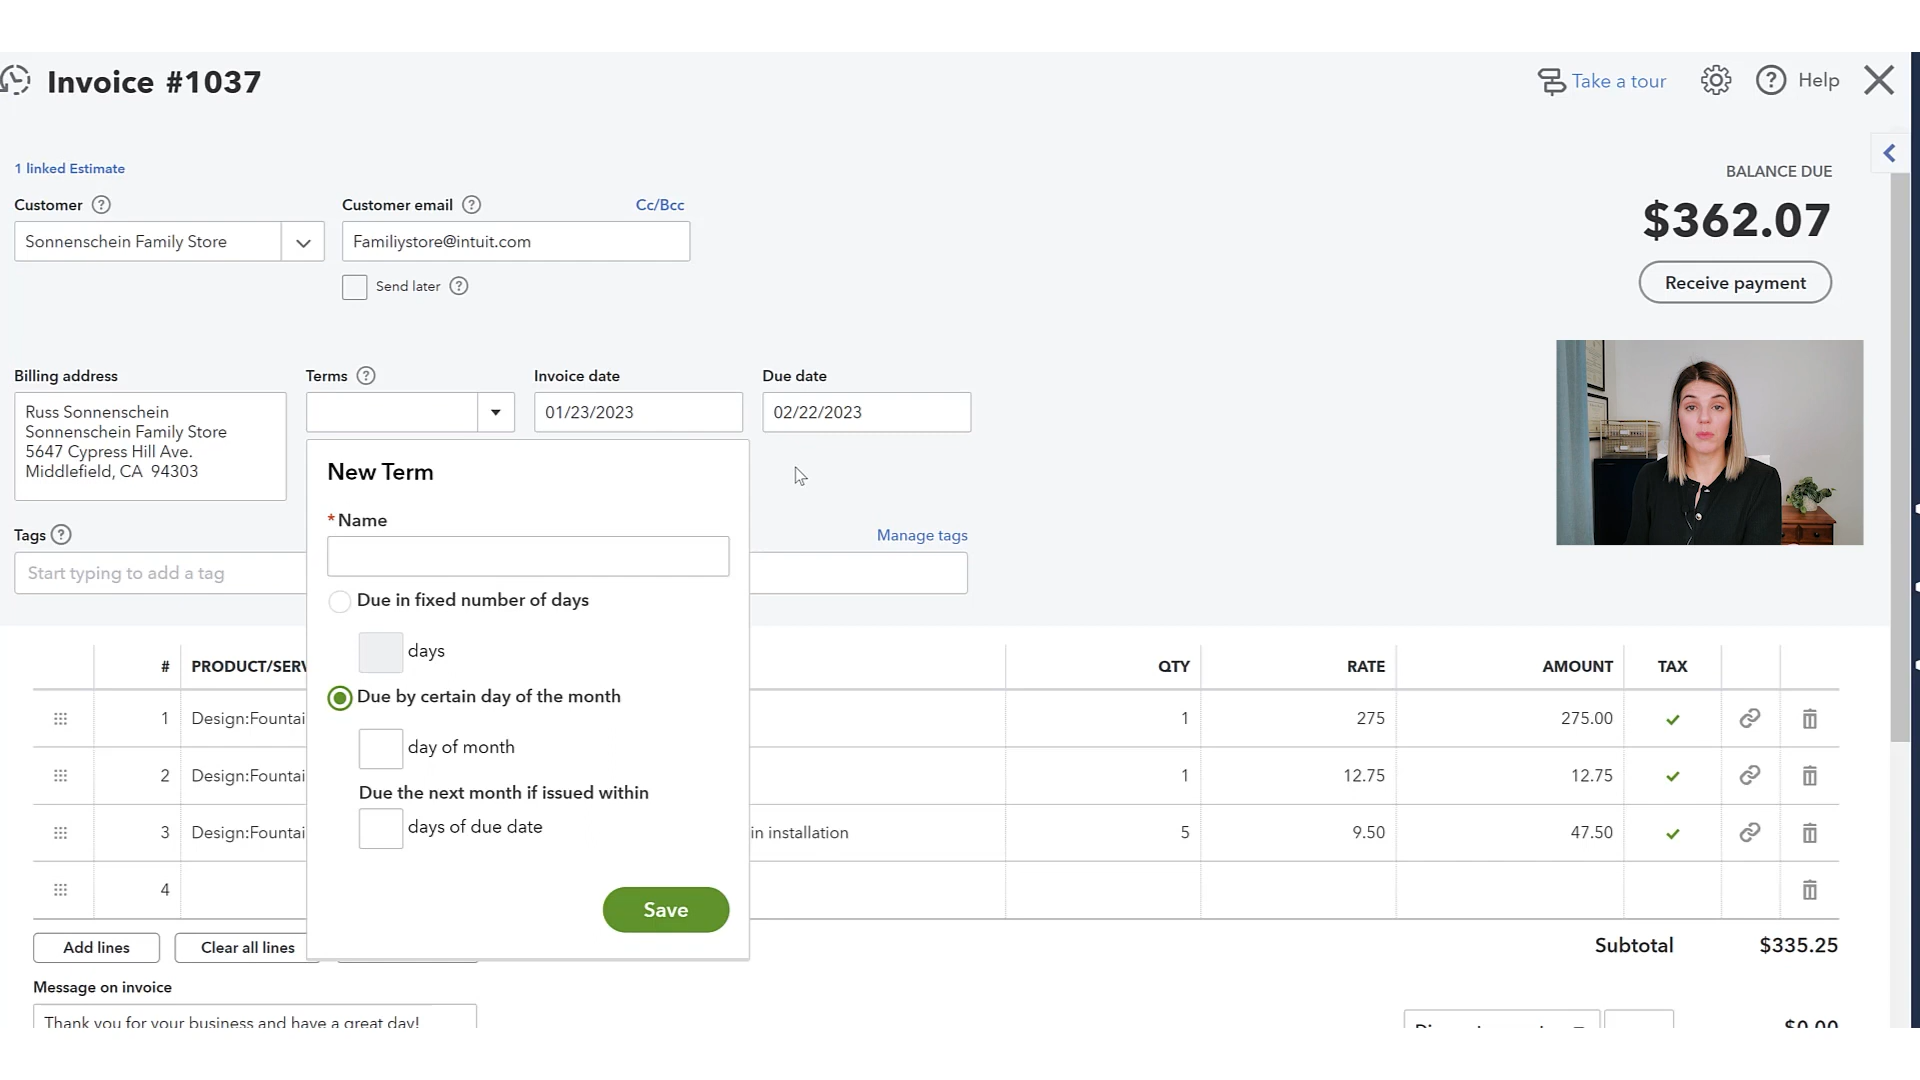 Invoice #1037
Take a tour
Help
1 linked Estimate
BALANCE DUE
$362.07
Receive payment
Customer
Customer email
Cc/Bcc
Sonnenschein Family Store
Familiystore@intuit.com
Send later
Billing address
Terms
Invoice date
Due date
Russ Sonnenschein
Sonnenschein Family Store
5647 Cypress Hill Ave.
Middlefield, CA 94303
01/23/2023
02/22/2023
New Term
*Name
Tags
Manage tags
Start typing to add a tag
Due in fixed number of days
days
Due by certain day of the month
day of month
Due the next month if issued within
days of due date
Save
# PRODUCT/SERV QTY RATE AMOUNT TAX
1 Design:Fountai 1 275 275.00
2 Design:Fountai 1 12.75 12.75
3 Design:Fountai in installation 5 9.50 47.50
4
Add lines
Clear all lines
Subtotal $335.25
Message on invoice
Thank you for your business and have a great day!
$0.00